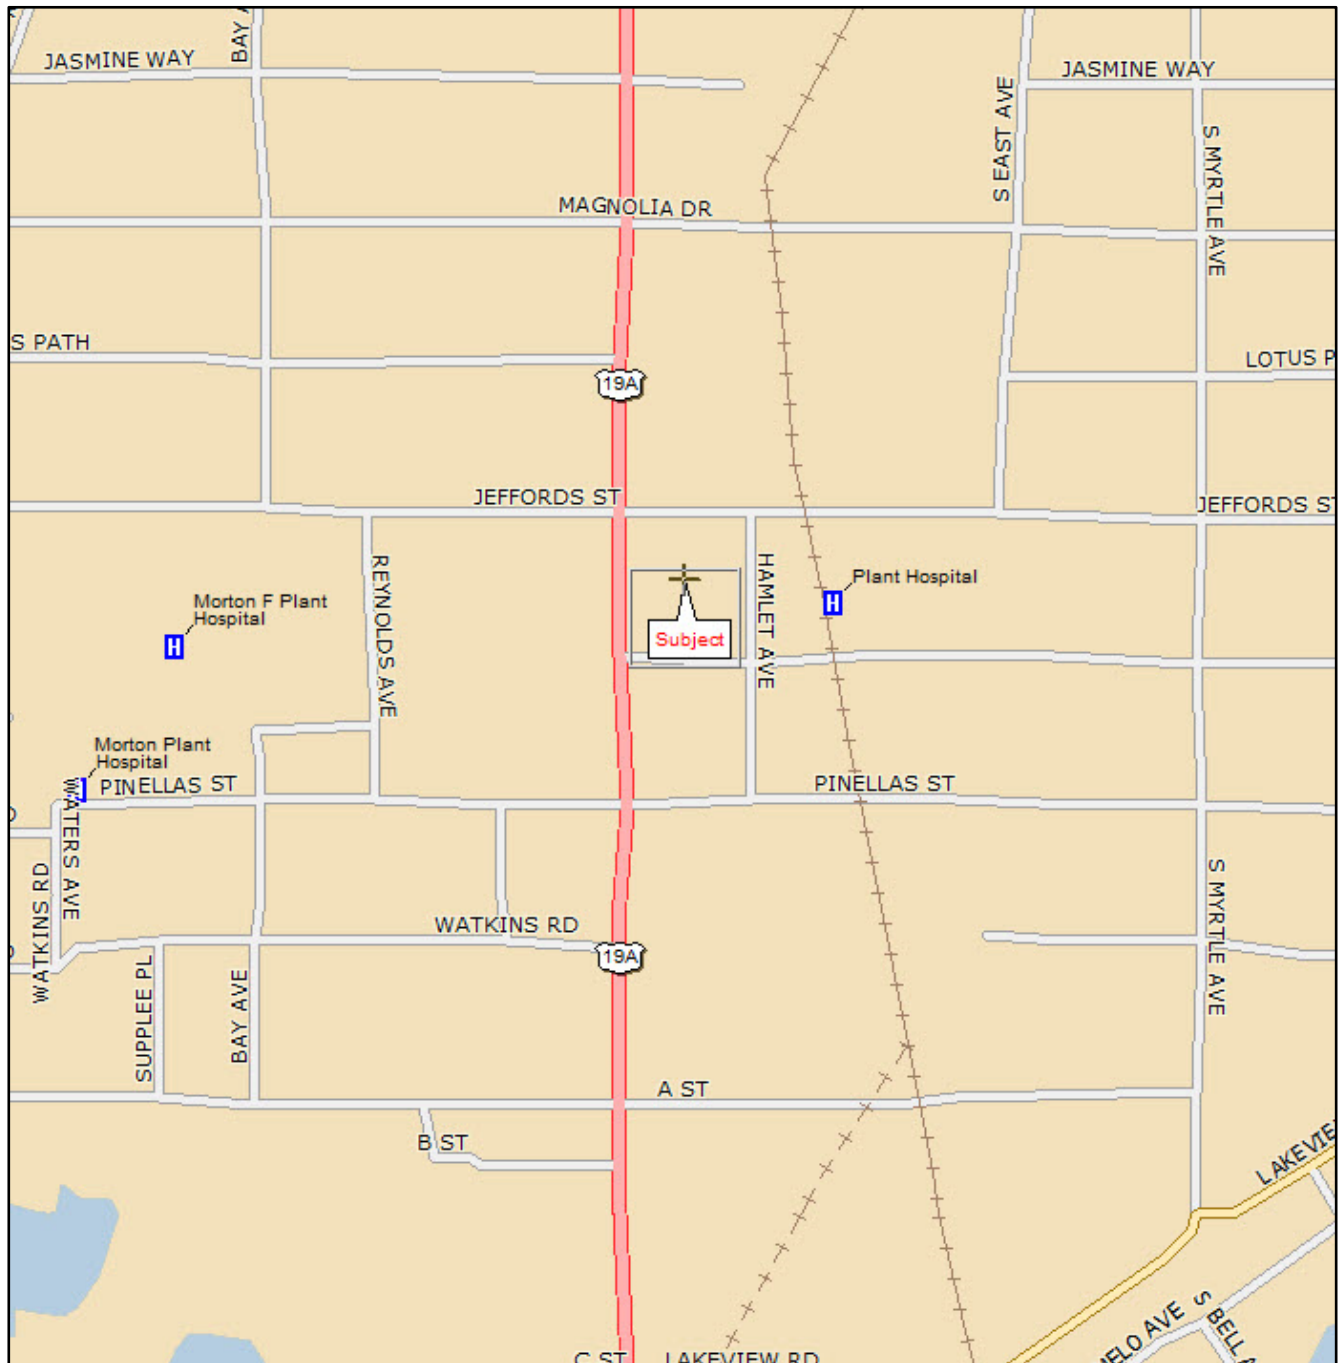 BAY A
JASMINE WAY
JASMINE WAY
S EAST AVE
S MYRTLE AVE
MAGNOLIA DR
S PATH
LOTUS P
19A
JEFFORDS ST
JEFFORDS ST
REYNOLDS AVE
HAMLET AVE
Plant Hospital
H
Morton F Plant
Hospital
H
Subject
Morton Plant
Hospital
PINELLAS ST
PINELLAS ST
WATERS AVE
WATKINS RD
WATKINS RD
19A
S MYRTLE AVE
SUPPLEE PL
BAY AVE
A ST
B ST
LAKEVIE
C ST
LAKEVIEW RD
MELO AVE
S BELL A